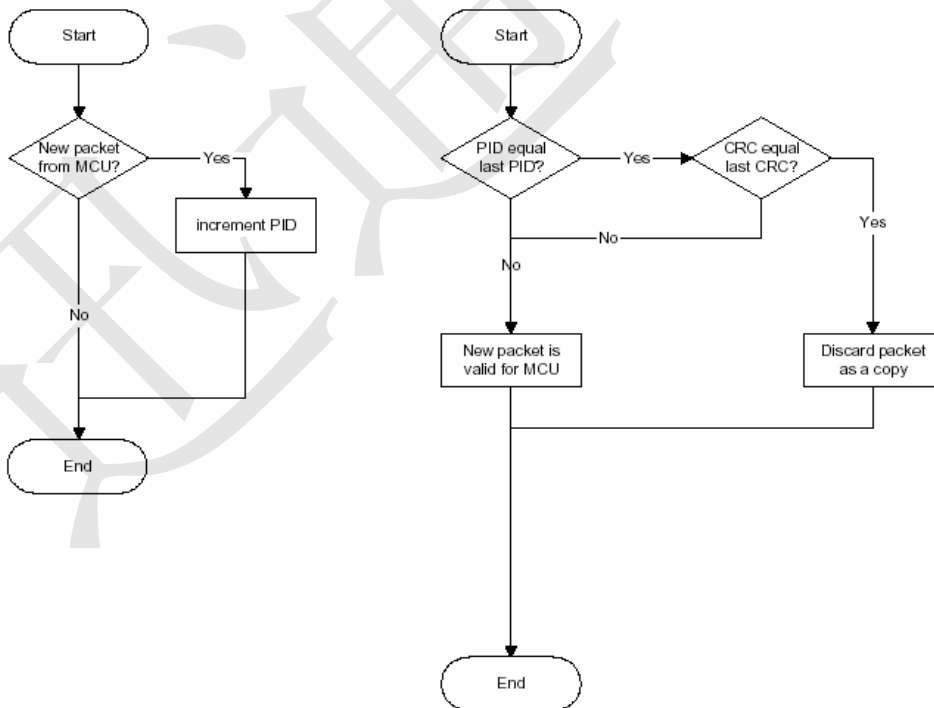 Start
New packet
from MCU?
Yes
increment PID
No
End
Start
PID equal
last PID?
Yes
CRC equal
last CRC?
Yes
No
No
New packet is
valid for MCU
Discard packet
as a copy
End